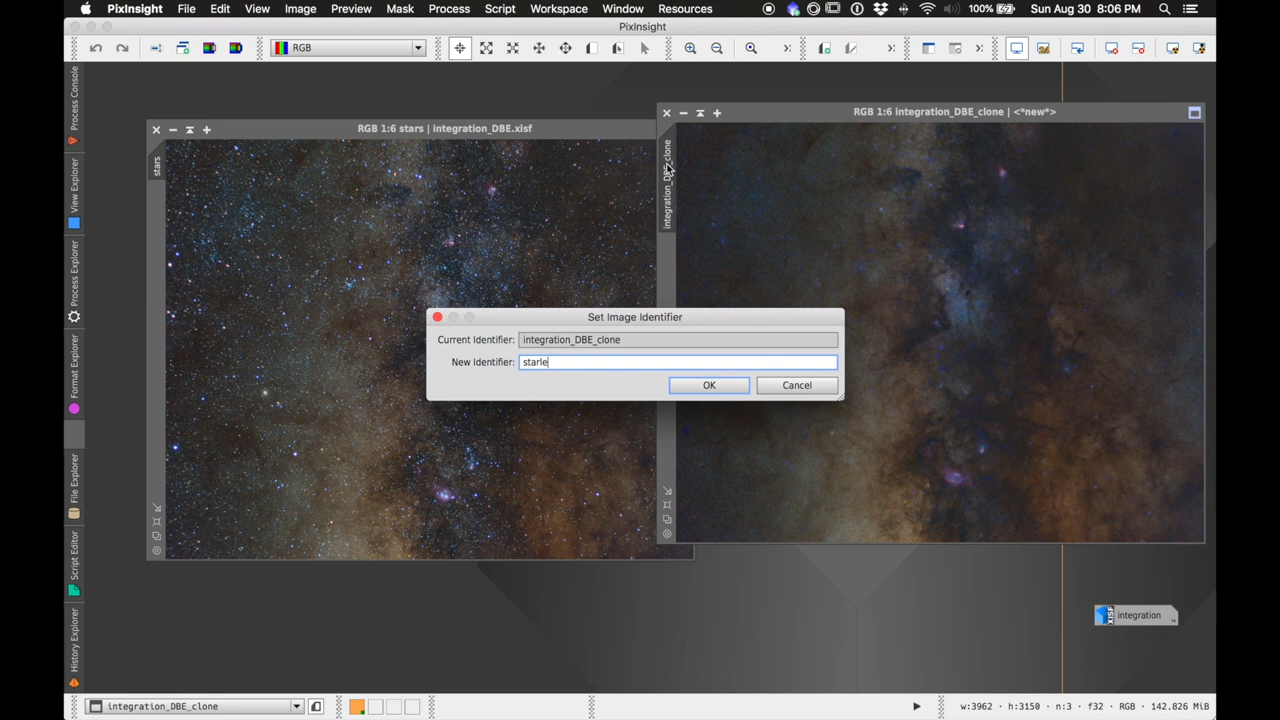 PixInsight File Edit View Image Preview Mask Process Script Workspace Window Resources 100% Sun Aug 30 8:06 PM
PixInsight
RGB
Process Console
View Explorer
Process Explorer
Format Explorer
File Explorer
Script Editor
History Explorer
RGB 1:6 stars | integration_DBE.xisf
stars
RGB 1:6 integration_DBE_clone | <*new*>
integration_DBE_clone
Set Image Identifier
Current Identifier: integration_DBE_clone
New Identifier: starle
OK Cancel
XISF integration
integration_DBE_clone
w:3962 h:3150 n:3 f32 RGB 142.826 MiB